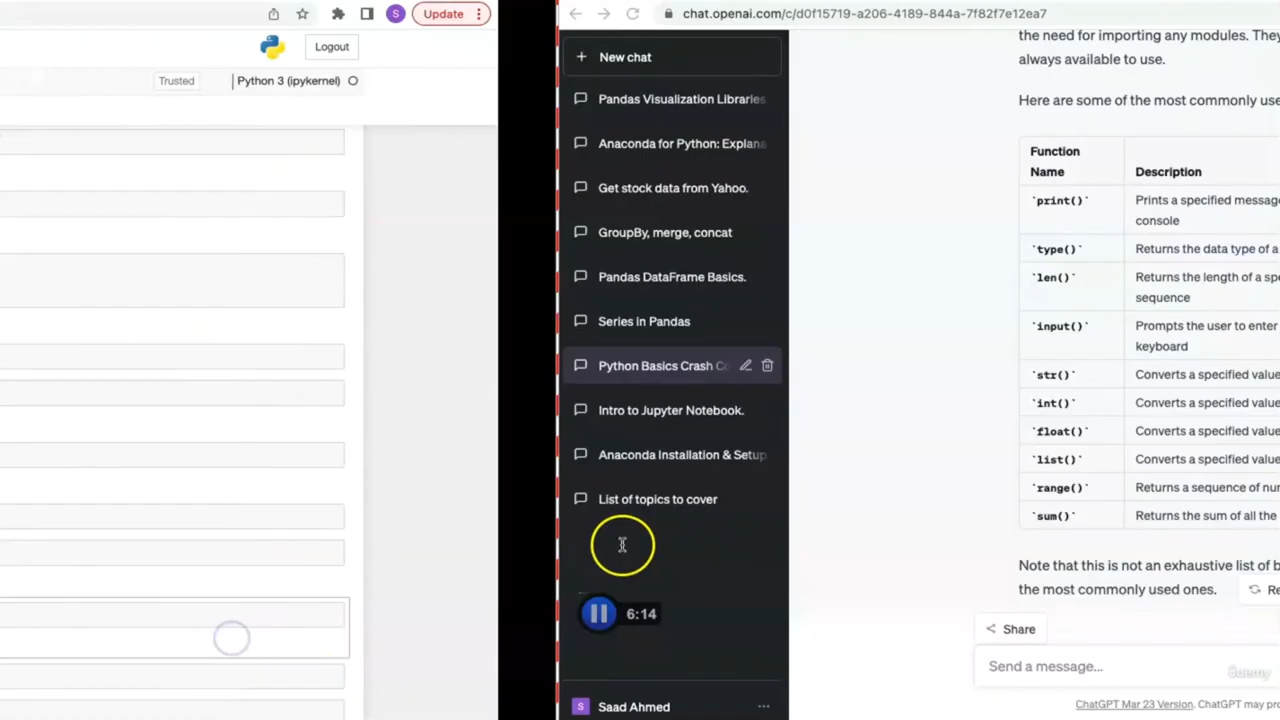 S
Update
Logout
Trusted
Python 3 (ipykernel)
chat.openai.com/c/d0f15719-a206-4189-844a-7f82f7e12ea7
New chat
Pandas Visualization Libraries
Anaconda for Python: Explana
Get stock data from Yahoo.
GroupBy, merge, concat
Pandas DataFrame Basics.
Series in Pandas
Python Basics Crash Co
Intro to Jupyter Notebook.
Anaconda Installation & Setup
List of topics to cover
6:14
S
Saad Ahmed
the need for importing any modules. They
always available to use.
Here are some of the most commonly use
Function
Name
Description
`print()`
Prints a specified messag
console
`type()`
Returns the data type of a
`len()`
Returns the length of a spe
sequence
`input()`
Prompts the user to enter
keyboard
`str()`
Converts a specified value
`int()`
Converts a specified value
`float()`
Converts a specified value
`list()`
Converts a specified value
`range()`
Returns a sequence of num
`sum()`
Returns the sum of all the
Note that this is not an exhaustive list of b
the most commonly used ones.
Re
Share
Send a message...
ûdemy
ChatGPT Mar 23 Version. ChatGPT may pro